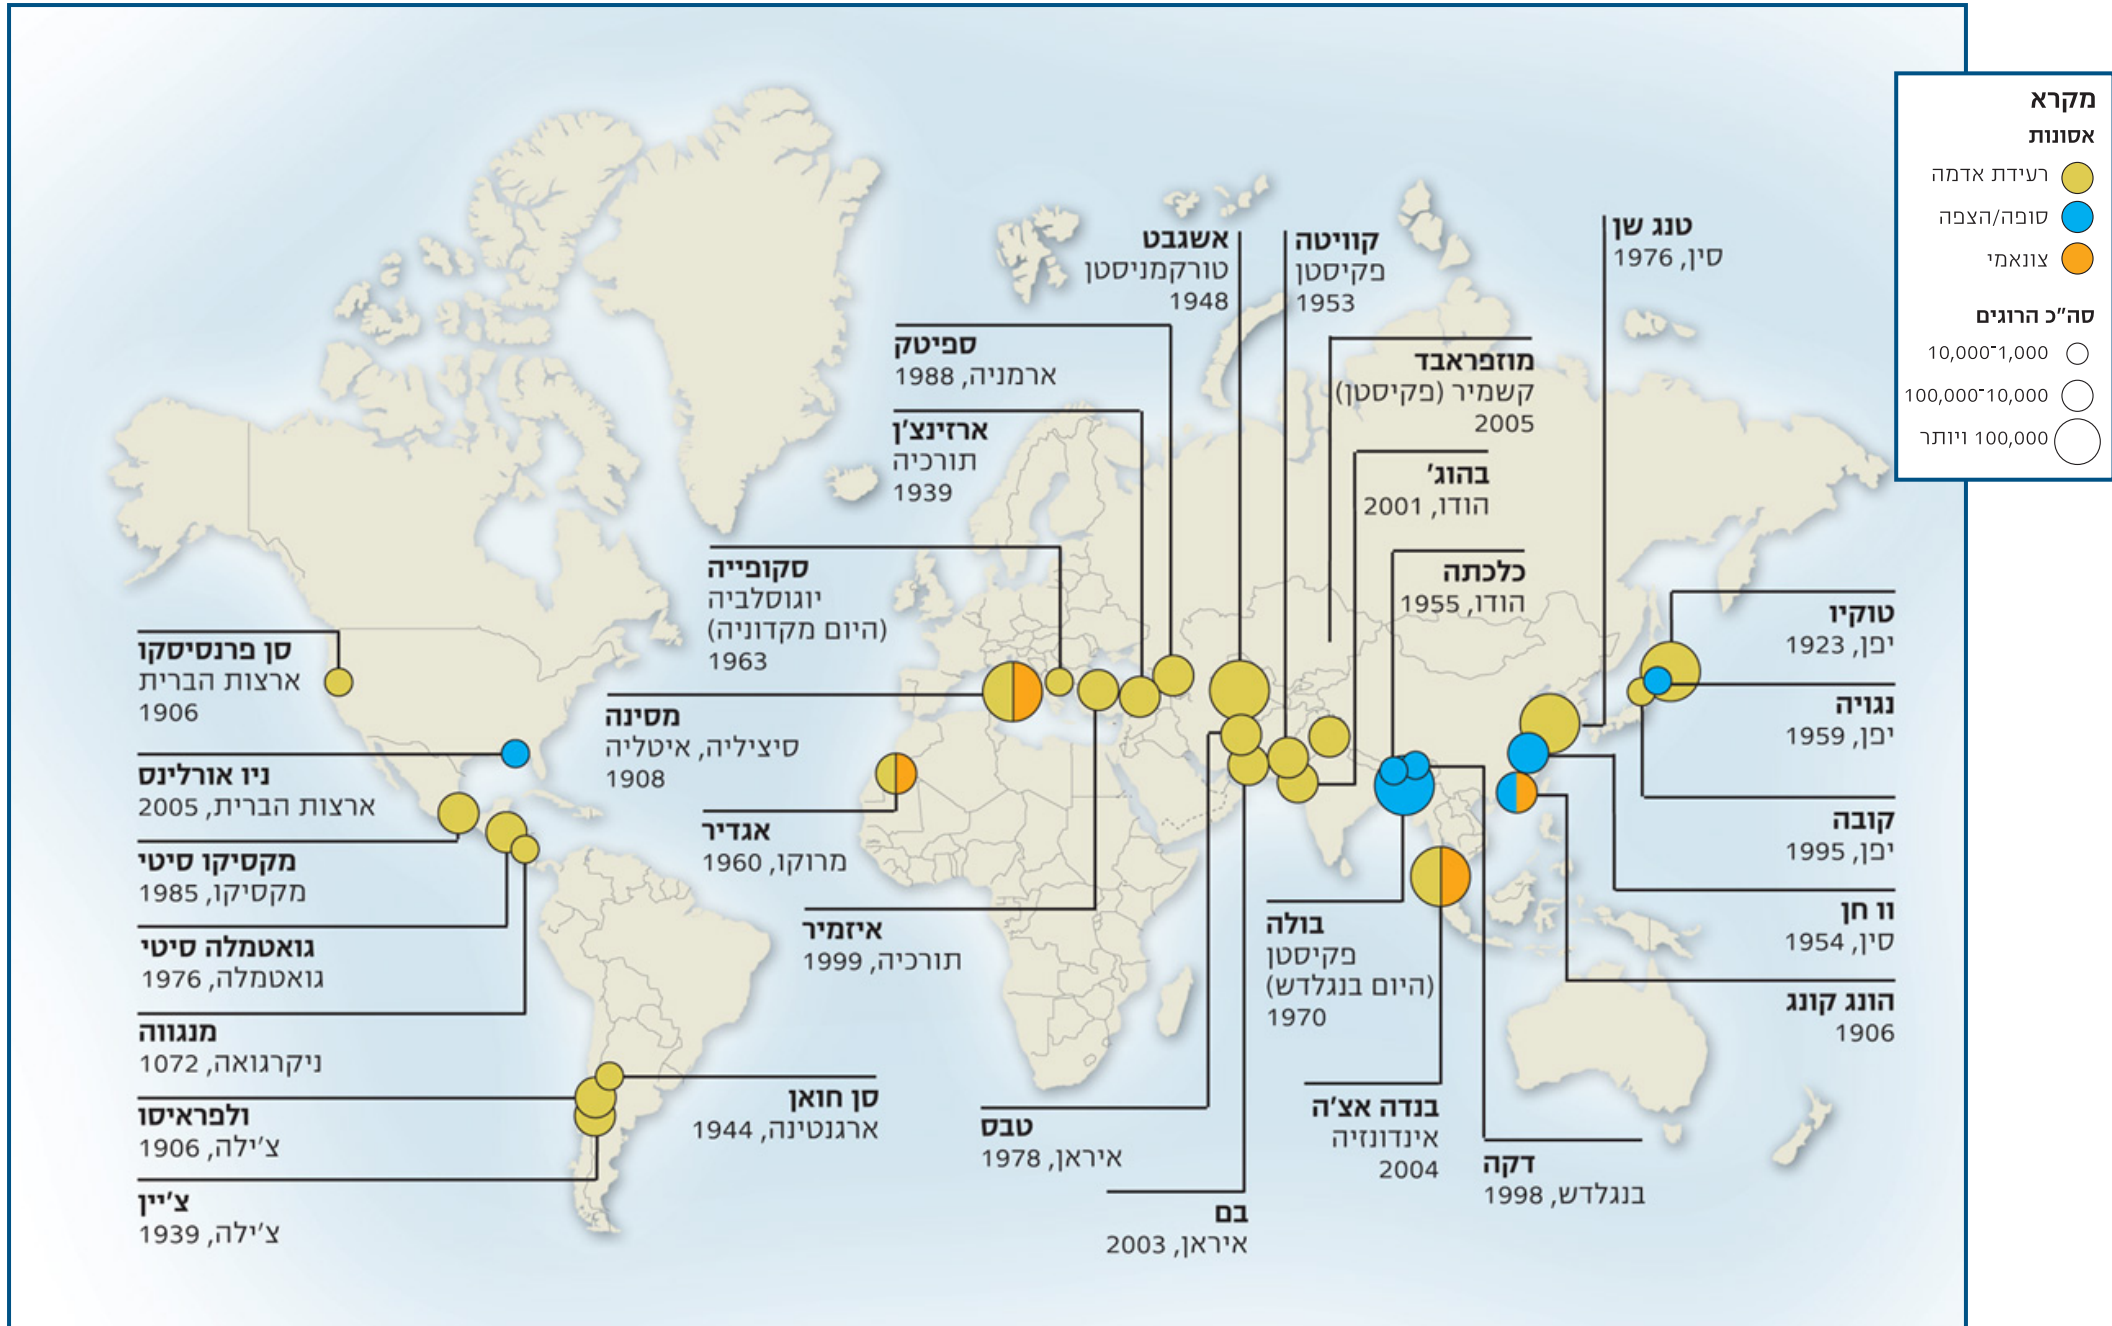 מקרא
אסונות
רעידת אדמה
סופה/הצפה
צונאמי
סה"כ הרוגים
10,000-1,000
100,000-10,000
100,000 ויותר
טנג שן
סין, 1976
קוויטה
פקיסטן
1953
אשגבט
טורקמניסטן
1948
ספיטק
ארמניה, 1988
מוזפראבד
קשמיר (פקיסטן)
2005
ארזינצ'ן
תורכיה
1939
בהוג'
הודו, 2001
כלכתה
הודו, 1955
סקופייה
יוגוסלביה
(היום מקדוניה)
1963
טוקיו
יפן, 1923
נגויה
יפן, 1959
קובה
יפן, 1995
וו חן
סין, 1954
הונג קונג
1906
מסינה
סיציליה, איטליה
1908
אגדיר
מרוקו, 1960
איזמיר
תורכיה, 1999
בולה
פקיסטן
(היום בנגלדש)
1970
בנדה אצ'ה
אינדונזיה
2004
דקה
בנגלדש, 1998
טבס
איראן, 1978
בם
איראן, 2003
סן פרנסיסקו
ארצות הברית
1906
ניו אורלינס
ארצות הברית, 2005
מקסיקו סיטי
מקסיקו, 1985
גואטמלה סיטי
גואטמלה, 1976
מנגווה
ניקרגואה, 1072
ולפראיסו
צ'ילה, 1906
צ'יין
צ'ילה, 1939
סן חואן
ארגנטינה, 1944